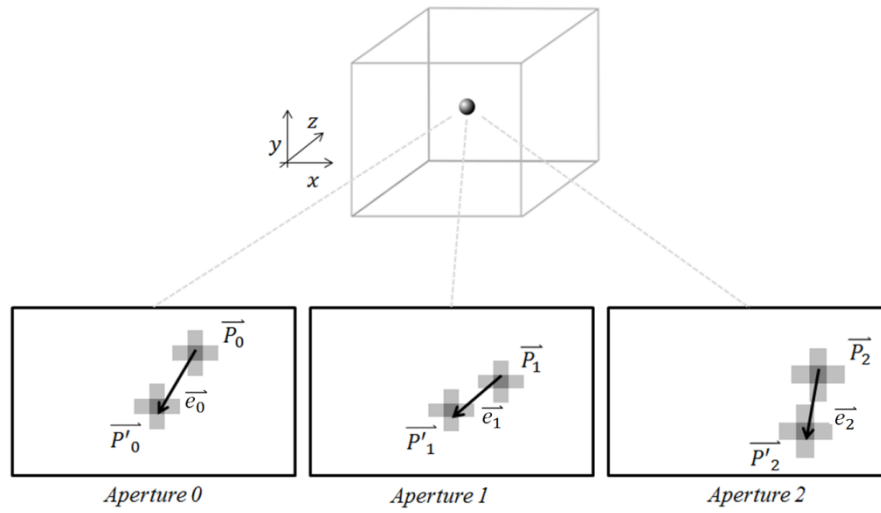 z
y
x
P₀
e₀
P'₀
P₁
e₁
P'₁
P₂
e₂
P'₂
Aperture 0
Aperture 1
Aperture 2